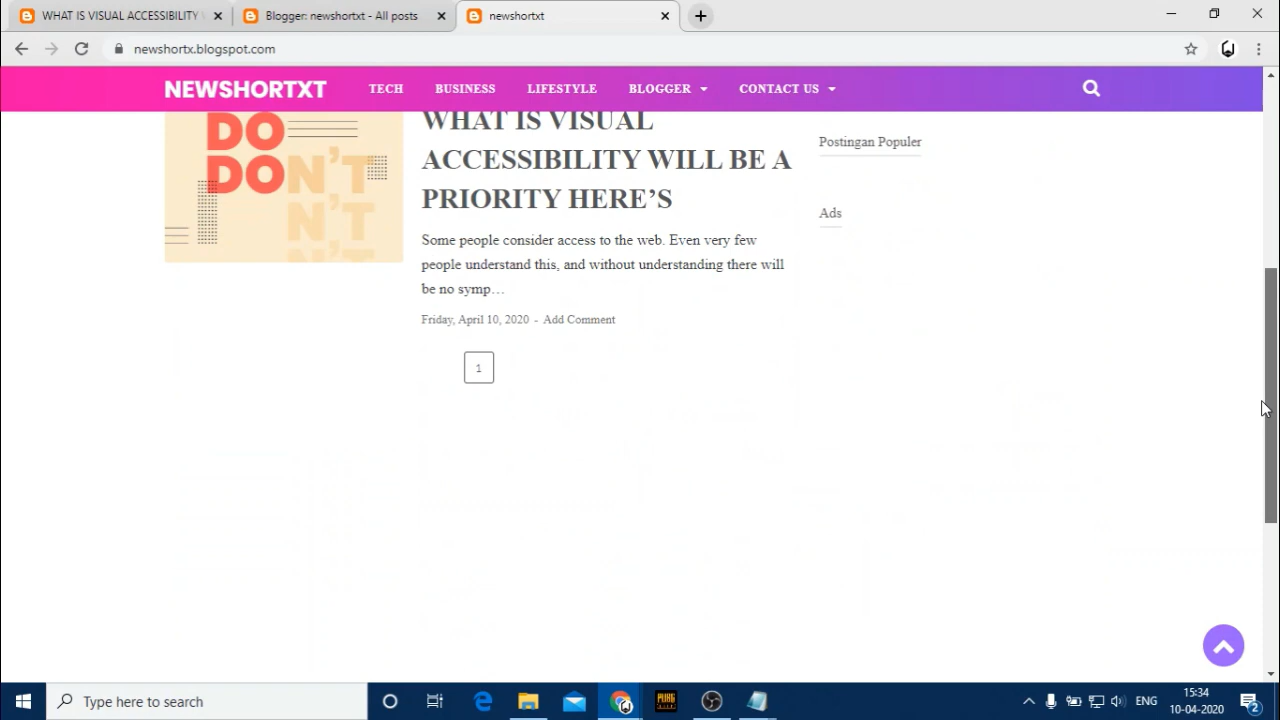 WHAT IS VISUAL ACCESSIBILITY
Blogger: newshortxt - All posts
newshortxt
newshortx.blogspot.com
NEWSHORTXT
TECH
BUSINESS
LIFESTYLE
BLOGGER
CONTACT US
DO
DON'T
N'T
N'T
WHAT IS VISUAL
ACCESSIBILITY WILL BE A
PRIORITY HERE’S
Some people consider access to the web. Even very few
people understand this, and without understanding there will
be no symp…
Friday, April 10, 2020 - Add Comment
1
Postingan Populer
Ads
Type here to search
PUBG
ENG
15:34
10-04-2020
2